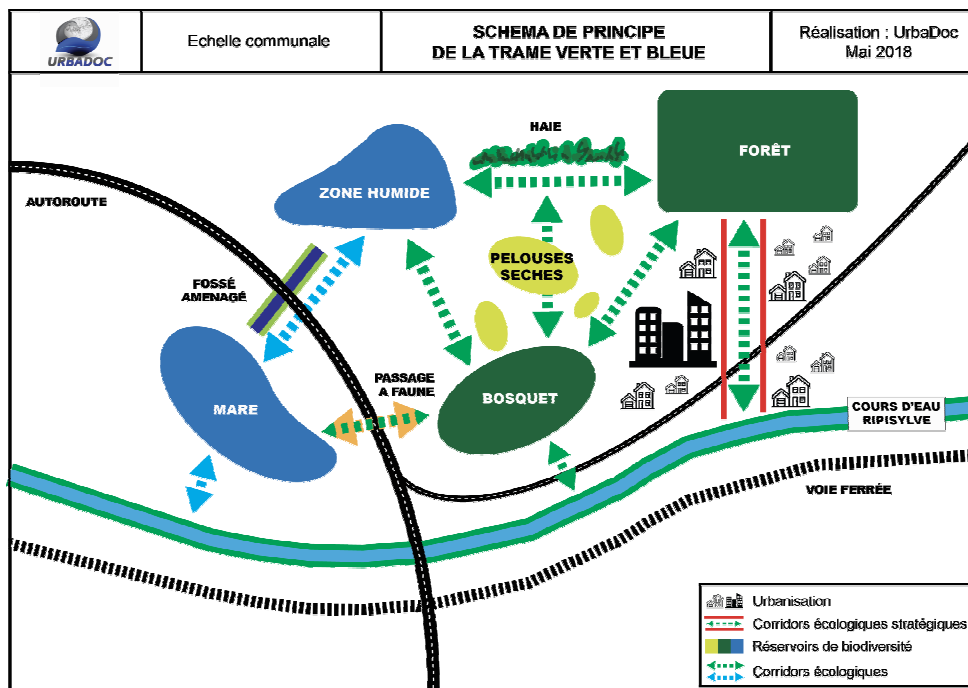 URBADOC
Echelle communale
SCHEMA DE PRINCIPE
DE LA TRAME VERTE ET BLEUE
Réalisation : UrbaDoc
Mai 2018
HAIE
FORÊT
ZONE HUMIDE
AUTOROUTE
PELOUSES
SECHES
FOSSÉ
AMENAGÉ
PASSAGE
A FAUNE
MARE
BOSQUET
COURS D'EAU
RIPISYLVE
VOIE FERRÉE
Urbanisation
Corridors écologiques stratégiques
Réservoirs de biodiversité
Corridors écologiques